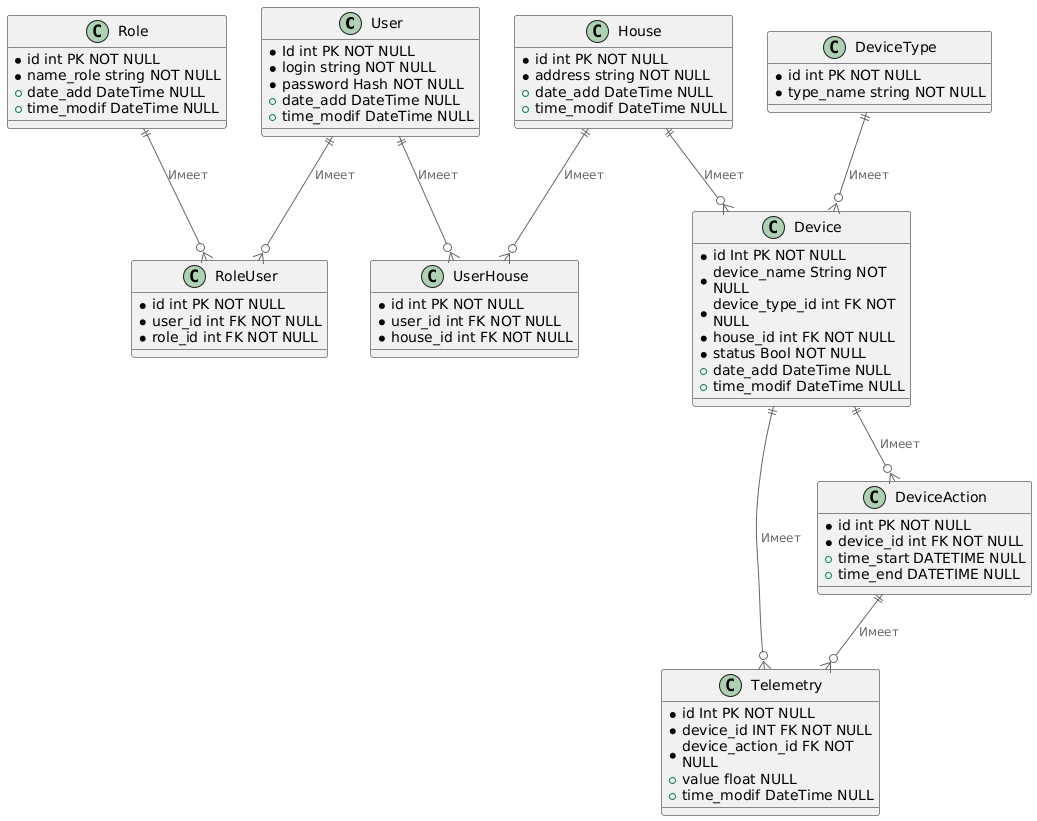 C Role
id int PK NOT NULL
name_role string NOT NULL
date_add DateTime NULL
time_modif DateTime NULL
C User
Id int PK NOT NULL
login string NOT NULL
password Hash NOT NULL
date_add DateTime NULL
time_modif DateTime NULL
C House
id int PK NOT NULL
address string NOT NULL
date_add DateTime NULL
time_modif DateTime NULL
C DeviceType
id int PK NOT NULL
type_name string NOT NULL
Имеет
Имеет
Имеет
Имеет
Имеет
Имеет
C RoleUser
id int PK NOT NULL
user_id int FK NOT NULL
role_id int FK NOT NULL
C UserHouse
id int PK NOT NULL
user_id int FK NOT NULL
house_id int FK NOT NULL
C Device
id Int PK NOT NULL
device_name String NOT
NULL
device_type_id int FK NOT
NULL
house_id int FK NOT NULL
status Bool NOT NULL
date_add DateTime NULL
time_modif DateTime NULL
Имеет
C DeviceAction
id int PK NOT NULL
device_id int FK NOT NULL
time_start DATETIME NULL
time_end DATETIME NULL
Имеет
Имеет
C Telemetry
id Int PK NOT NULL
device_id INT FK NOT NULL
device_action_id FK NOT
NULL
value float NULL
time_modif DateTime NULL